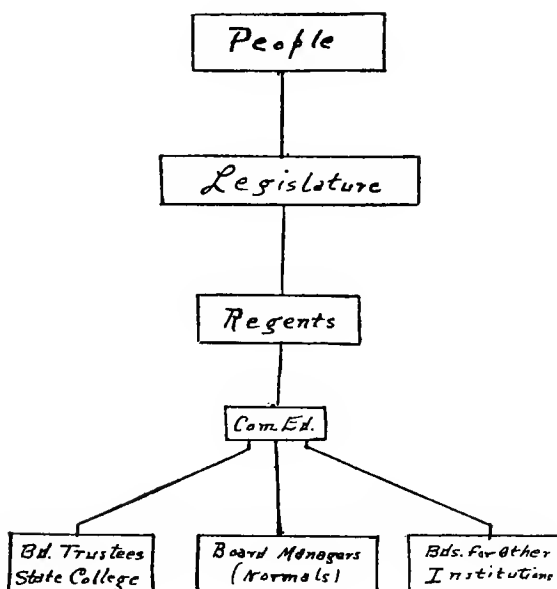 People
Legislature
Regents
Com. Ed.
Bd. Trustees
State College
Board Managers
(Normals)
Bds. For Other
Institutions